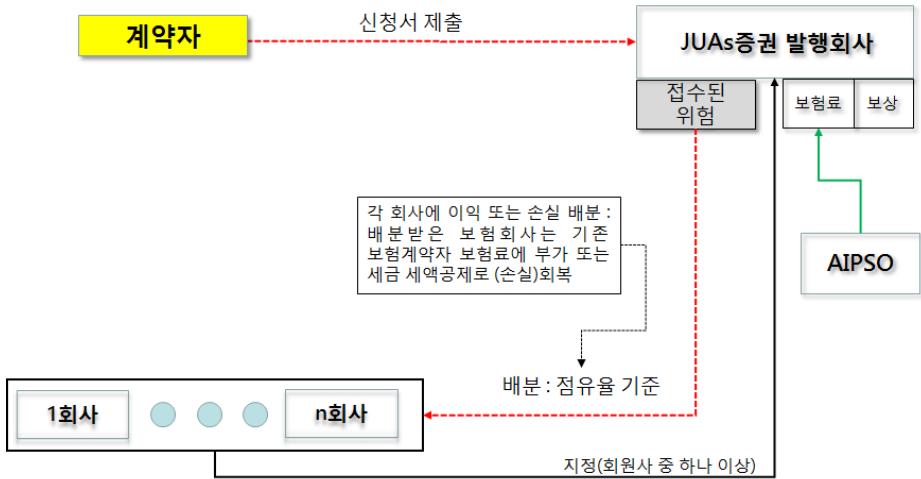 계약자
신청서 제출
JUAs증권 발행회사
접수된
위험
보험료
보상
각 회사에 이익 또는 손실 배분 :
배분받은 보험회사는 기존
보험계약자 보험료에 부가 또는
세금 세액공제로 (손실)회복
AIPSO
배분 : 점유율 기준
1회사
n회사
지정(회원사 중 하나 이상)